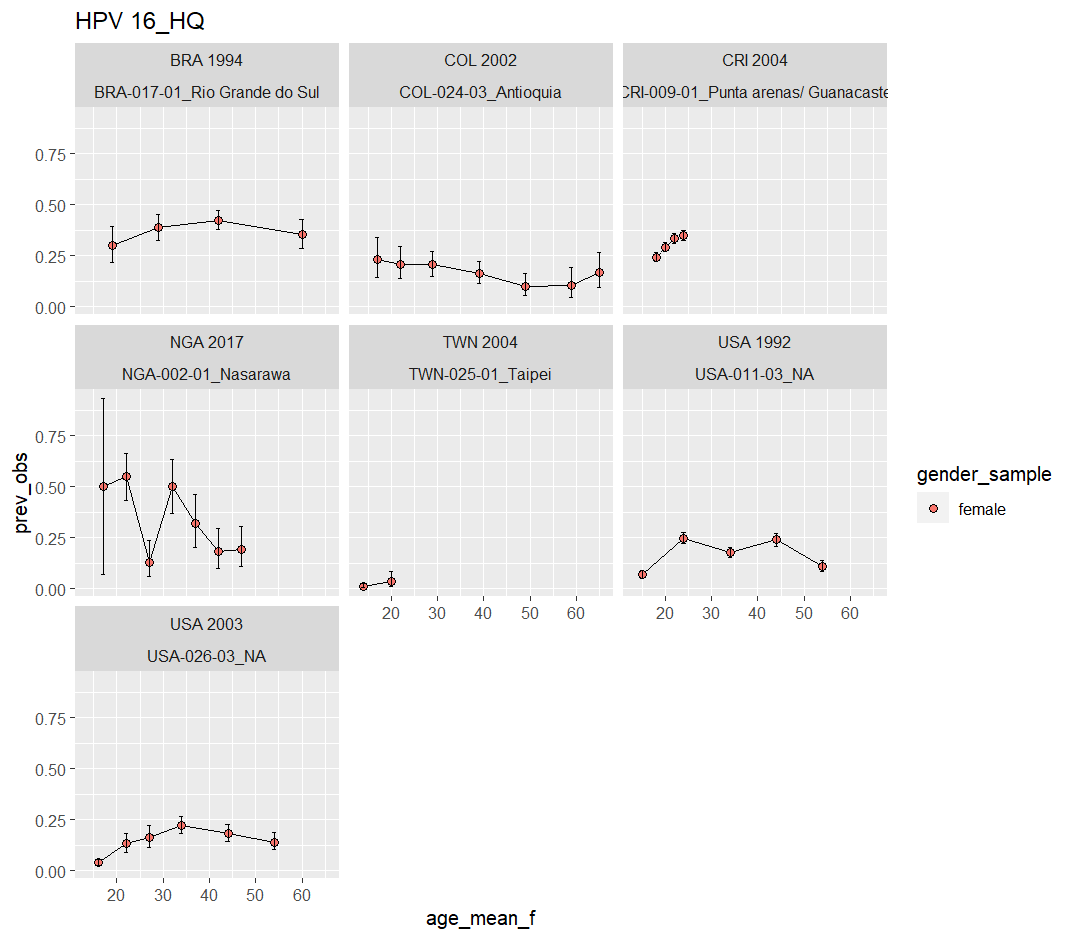 HPV 16_HQ
BRA 1994
COL 2002
CRI 2004
BRA-017-01_Rio Grande do Sul
COL-024-03_Antioquia
CRI-009-01_Punta arenas/ Guanacaste
0.75
0.50
0.25
0.00
NGA 2017
TWN 2004
USA 1992
NGA-002-01_Nasarawa
TWN-025-01_Taipei
USA-011-03_NA
0.75
0.50
0.25
0.00
20 30 40 50 60
20 30 40 50 60
USA 2003
USA-026-03_NA
0.75
0.50
0.25
0.00
20 30 40 50 60
prev_obs
age_mean_f
gender_sample
female